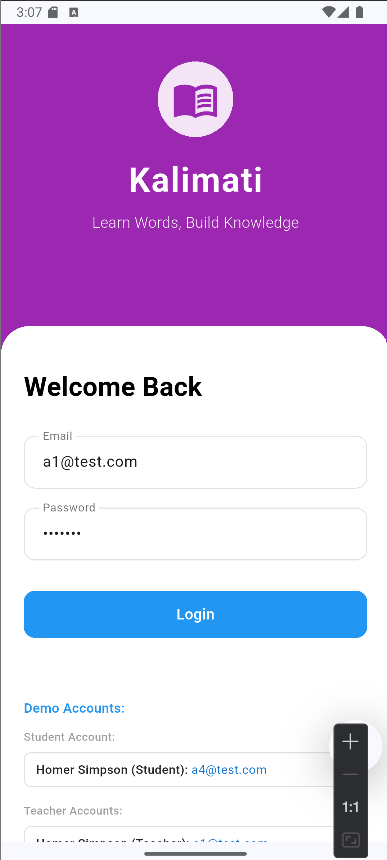 3:07
A
Kalimati
Learn Words, Build Knowledge
Welcome Back
Email
a1@test.com
Password
•••••••
Login
Demo Accounts:
Student Account:
Homer Simpson (Student): a4@test.com
Teacher Accounts:
Homer Simpson (Teacher): a1@test.com
1:1